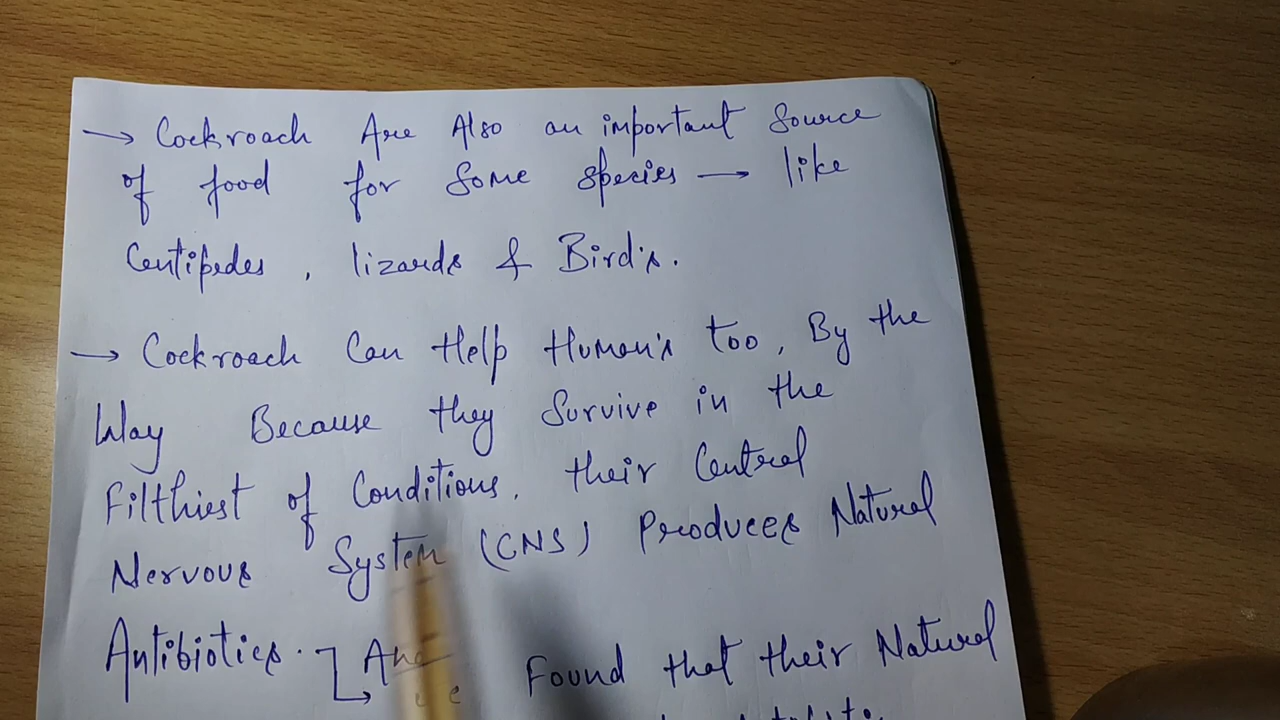 → Cockroach Are Also an important Source
of food for Some species → like
Centipedes, lizards & Bird's.
→ Cockroach Can Help Human's too, By the
Way Because they Survive in the
Filthiest of Conditions, their Central
Nervous System (CNS) Produces Natural
Antibiotics.
Found that their Natural